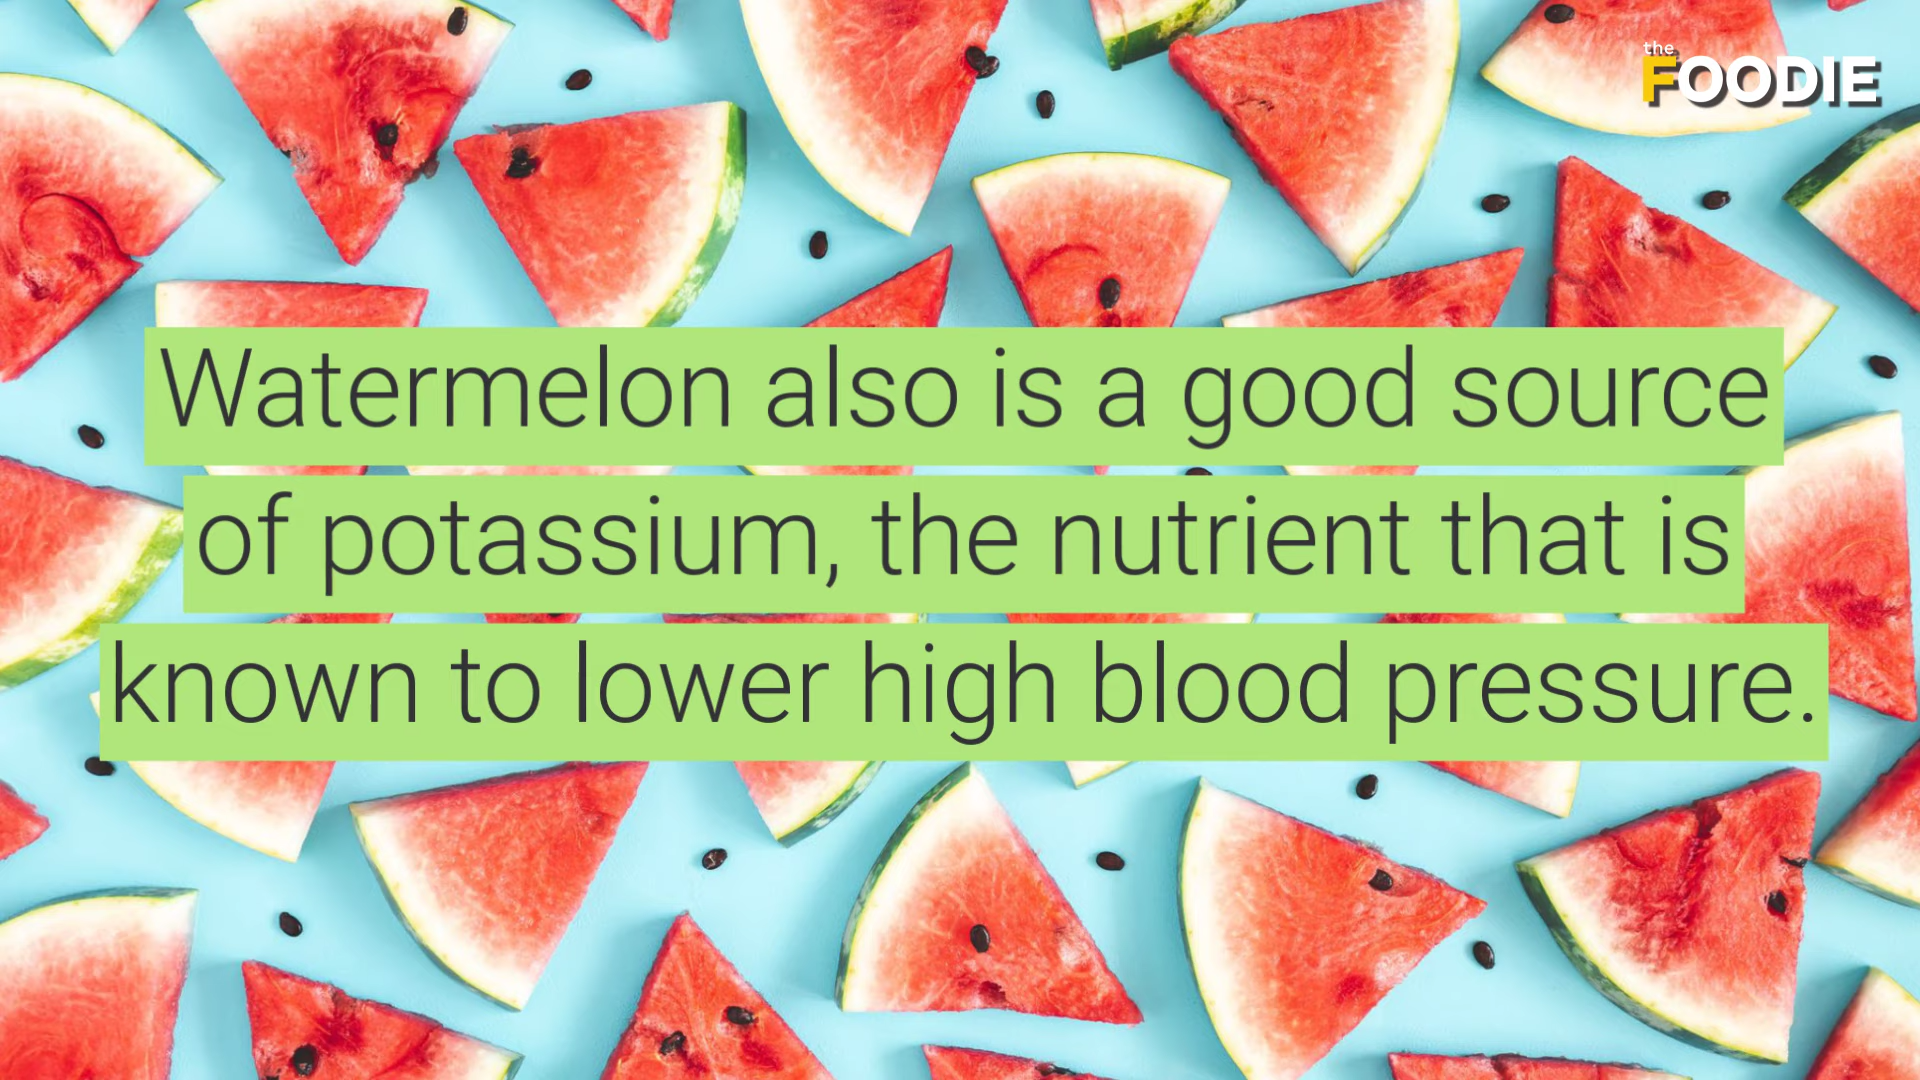 the
FOODIE
Watermelon also is a good source
of potassium, the nutrient that is
known to lower high blood pressure.